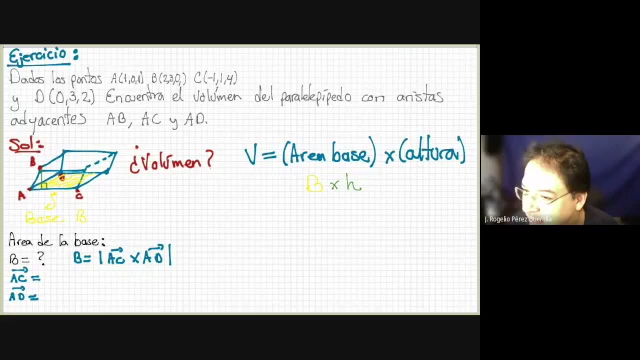 Ejercicio:
Dados los puntos A(1,0,1) B(2,3,0) C(-1,1,4)
y D(0,3,2) Encuentra el volúmen del paralelepípedo con aristas
adyacentes AB, AC y AD.
Sol:
¿Volúmen?
V = (Area base) x (altura)
B x h
B
A
C
Base B
Area de la base:
B = ? B = | AC x AD |
AC =
AD =
J. Rogelio Pérez